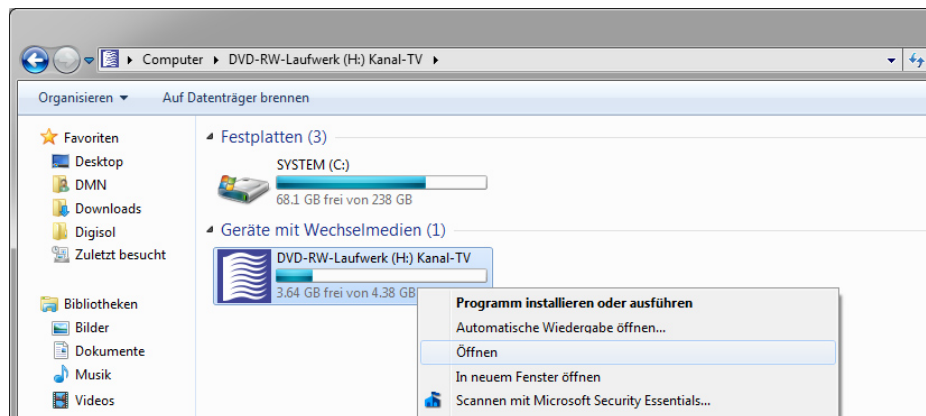 Computer ▸ DVD-RW-Laufwerk (H:) Kanal-TV ▸
Organisieren ▾ Auf Datenträger brennen
Favoriten
Desktop
DMN
Downloads
Digisol
Zuletzt besucht
Bibliotheken
Bilder
Dokumente
Musik
Videos
Festplatten (3)
SYSTEM (C:)
68.1 GB frei von 238 GB
Geräte mit Wechselmedien (1)
DVD-RW-Laufwerk (H:) Kanal-TV
3.64 GB frei von 4.38 GB
Programm installieren oder ausführen
Automatische Wiedergabe öffnen...
Öffnen
In neuem Fenster öffnen
Scannen mit Microsoft Security Essentials...